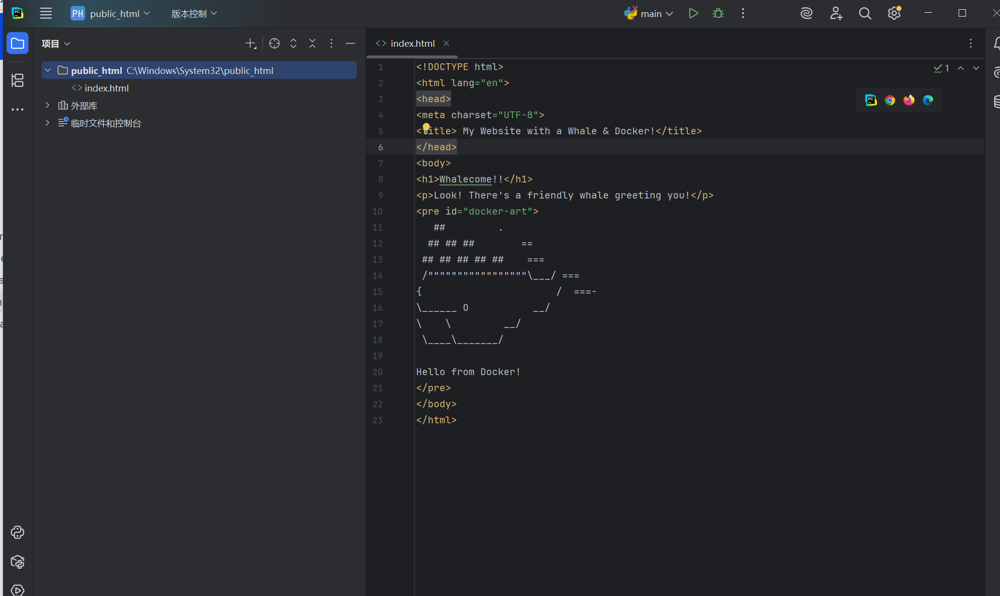 PH public_html 版本控制 main
项目
public_html C:\Windows\System32\public_html
index.html
外部库
临时文件和控制台
index.html
1
1 <!DOCTYPE html>
2 <html lang="en">
3 <head>
4 <meta charset="UTF-8">
5 <title> My Website with a Whale & Docker!</title>
6 </head>
7 <body>
8 <h1>Whalecome!!</h1>
9 <p>Look! There's a friendly whale greeting you!</p>
10 <pre id="docker-art">
11    ##         .
12   ## ## ##        ==
13  ## ## ## ## ##    ===
14  /"""""""""""""""""\___/ ===
15 {                       /  ===-
16 \______ O           __/
17 \    \         __/
18  \____\_______/
19
20 Hello from Docker!
21 </pre>
22 </body>
23 </html>